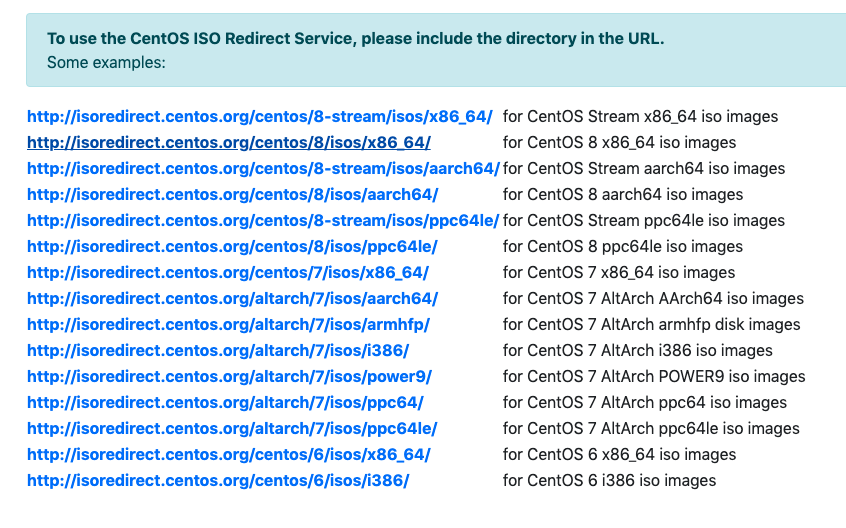 To use the CentOS ISO Redirect Service, please include the directory in the URL.
Some examples:
http://isoredirect.centos.org/centos/8-stream/isos/x86_64/ for CentOS Stream x86_64 iso images
http://isoredirect.centos.org/centos/8/isos/x86_64/ for CentOS 8 x86_64 iso images
http://isoredirect.centos.org/centos/8-stream/isos/aarch64/ for CentOS Stream aarch64 iso images
http://isoredirect.centos.org/centos/8/isos/aarch64/ for CentOS 8 aarch64 iso images
http://isoredirect.centos.org/centos/8-stream/isos/ppc64le/ for CentOS Stream ppc64le iso images
http://isoredirect.centos.org/centos/8/isos/ppc64le/ for CentOS 8 ppc64le iso images
http://isoredirect.centos.org/centos/7/isos/x86_64/ for CentOS 7 x86_64 iso images
http://isoredirect.centos.org/altarch/7/isos/aarch64/ for CentOS 7 AltArch AArch64 iso images
http://isoredirect.centos.org/altarch/7/isos/armhfp/ for CentOS 7 AltArch armhfp disk images
http://isoredirect.centos.org/altarch/7/isos/i386/ for CentOS 7 AltArch i386 iso images
http://isoredirect.centos.org/altarch/7/isos/power9/ for CentOS 7 AltArch POWER9 iso images
http://isoredirect.centos.org/altarch/7/isos/ppc64/ for CentOS 7 AltArch ppc64 iso images
http://isoredirect.centos.org/altarch/7/isos/ppc64le/ for CentOS 7 AltArch ppc64le iso images
http://isoredirect.centos.org/centos/6/isos/x86_64/ for CentOS 6 x86_64 iso images
http://isoredirect.centos.org/centos/6/isos/i386/ for CentOS 6 i386 iso images